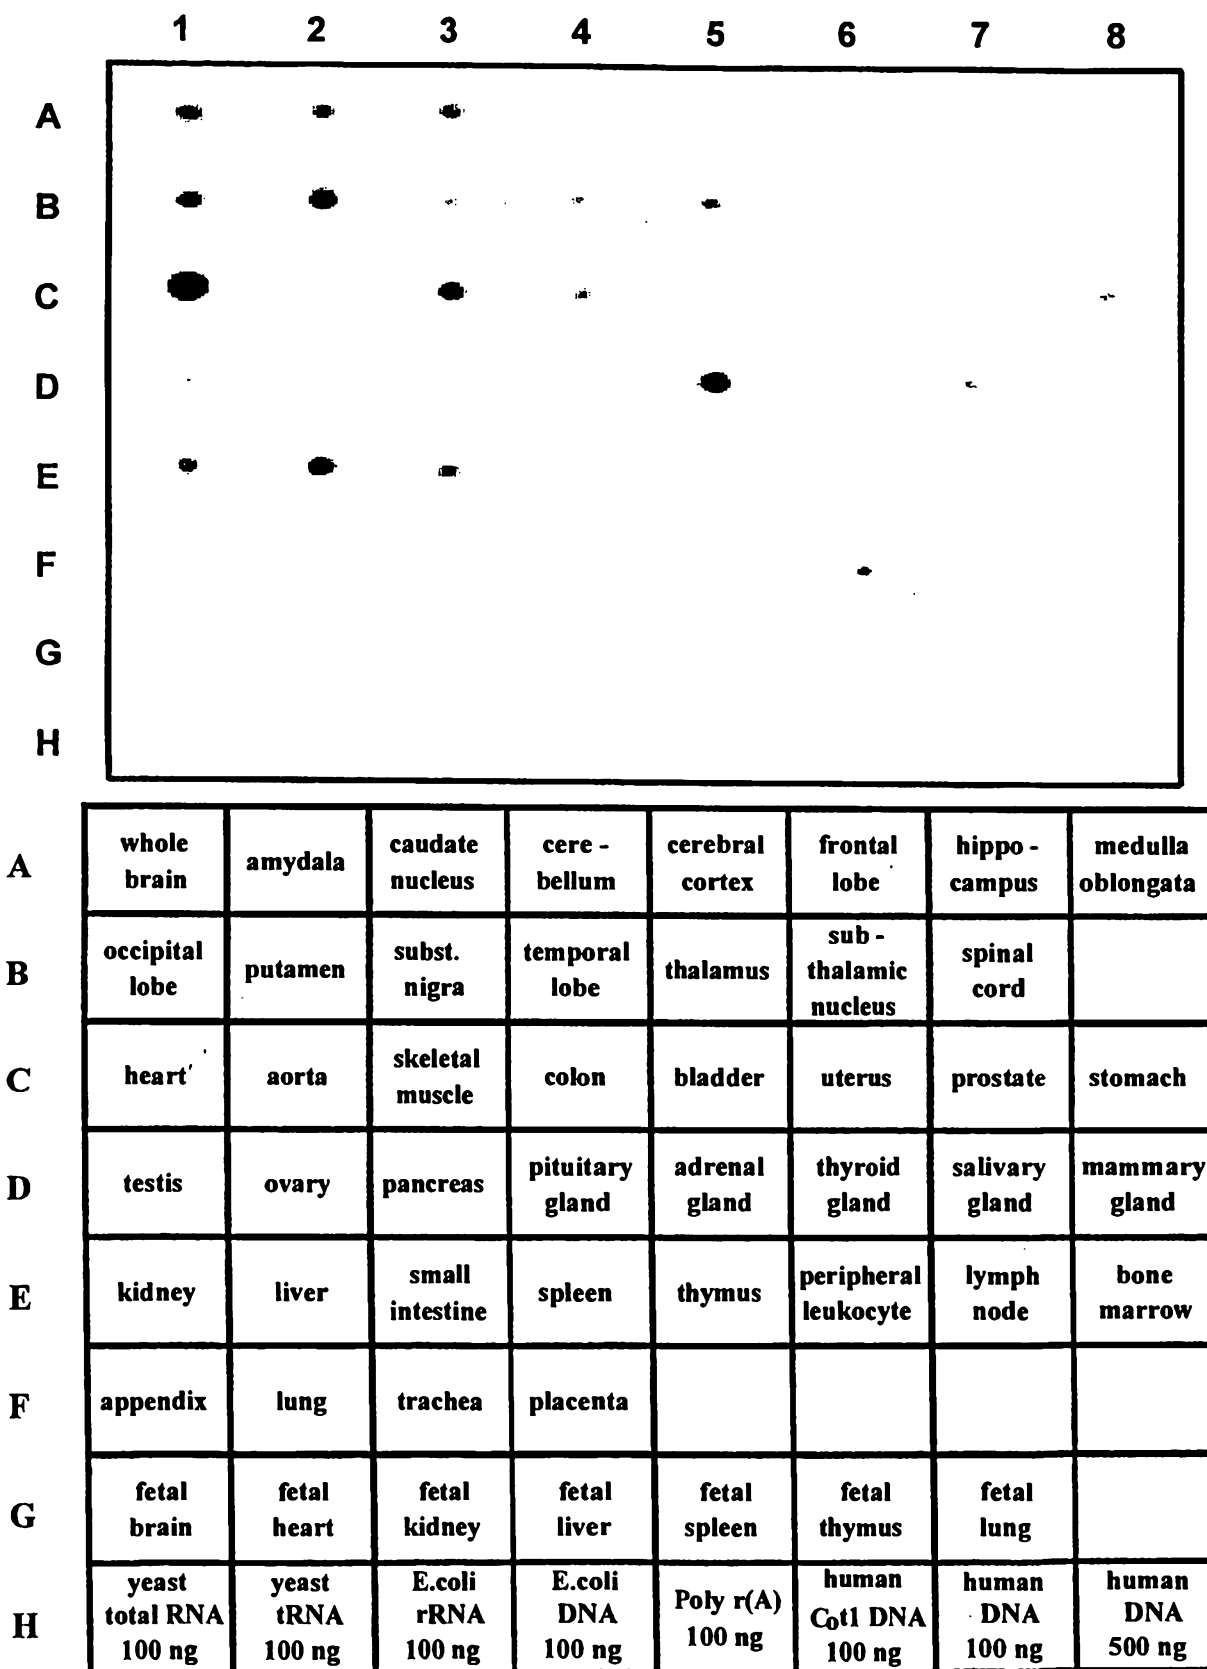 1 2 3 4 5 6 7 8
A
B
C
D
E
F
G
H
A whole brain amydala caudate nucleus cere - bellum cerebral cortex frontal lobe hippo - campus medulla oblongata
B occipital lobe putamen subst. nigra temporal lobe thalamus sub - thalamic nucleus spinal cord
C heart aorta skeletal muscle colon bladder uterus prostate stomach
D testis ovary pancreas pituitary gland adrenal gland thyroid gland salivary gland mammary gland
E kidney liver small intestine spleen thymus peripheral leukocyte lymph node bone marrow
F appendix lung trachea placenta
G fetal brain fetal heart fetal kidney fetal liver fetal spleen fetal thymus fetal lung
H yeast total RNA 100 ng yeast tRNA 100 ng E.coli rRNA 100 ng E.coli DNA 100 ng Poly r(A) 100 ng human Cot1 DNA 100 ng human DNA 100 ng human DNA 500 ng